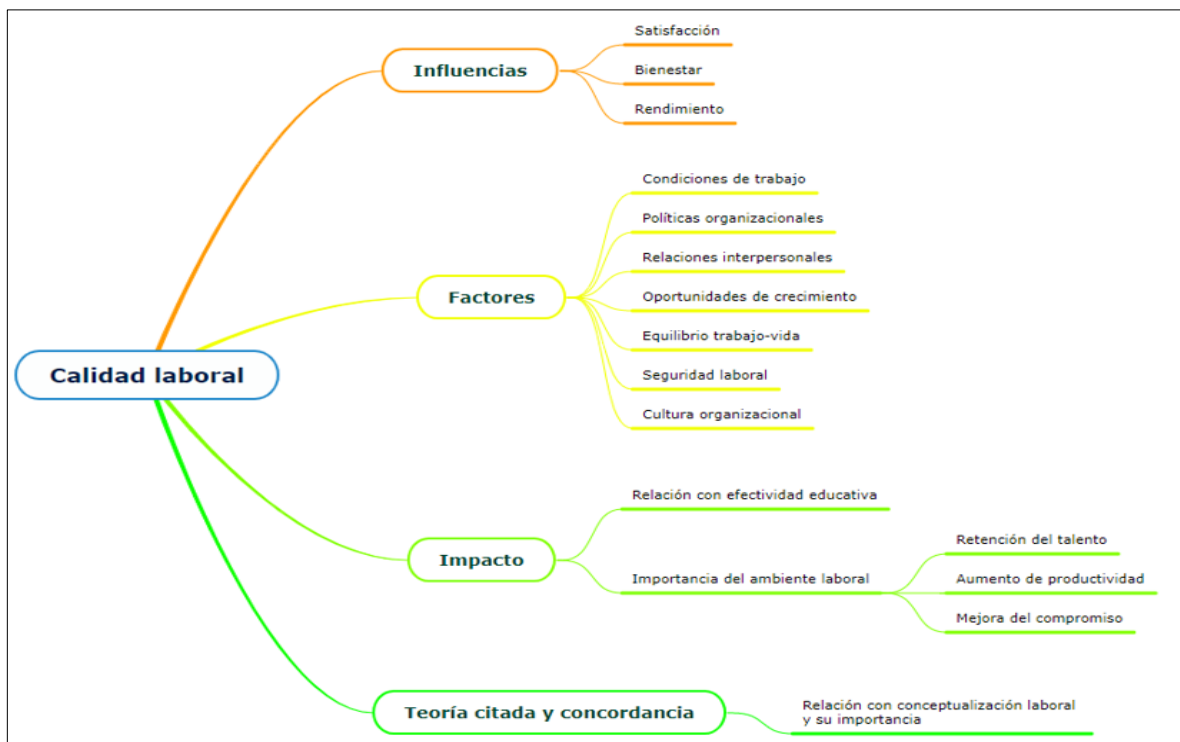 Calidad laboral
Influencias
Satisfacción
Bienestar
Rendimiento
Factores
Condiciones de trabajo
Políticas organizacionales
Relaciones interpersonales
Oportunidades de crecimiento
Equilibrio trabajo-vida
Seguridad laboral
Cultura organizacional
Impacto
Relación con efectividad educativa
Importancia del ambiente laboral
Retención del talento
Aumento de productividad
Mejora del compromiso
Teoría citada y concordancia
Relación con conceptualización laboral
y su importancia